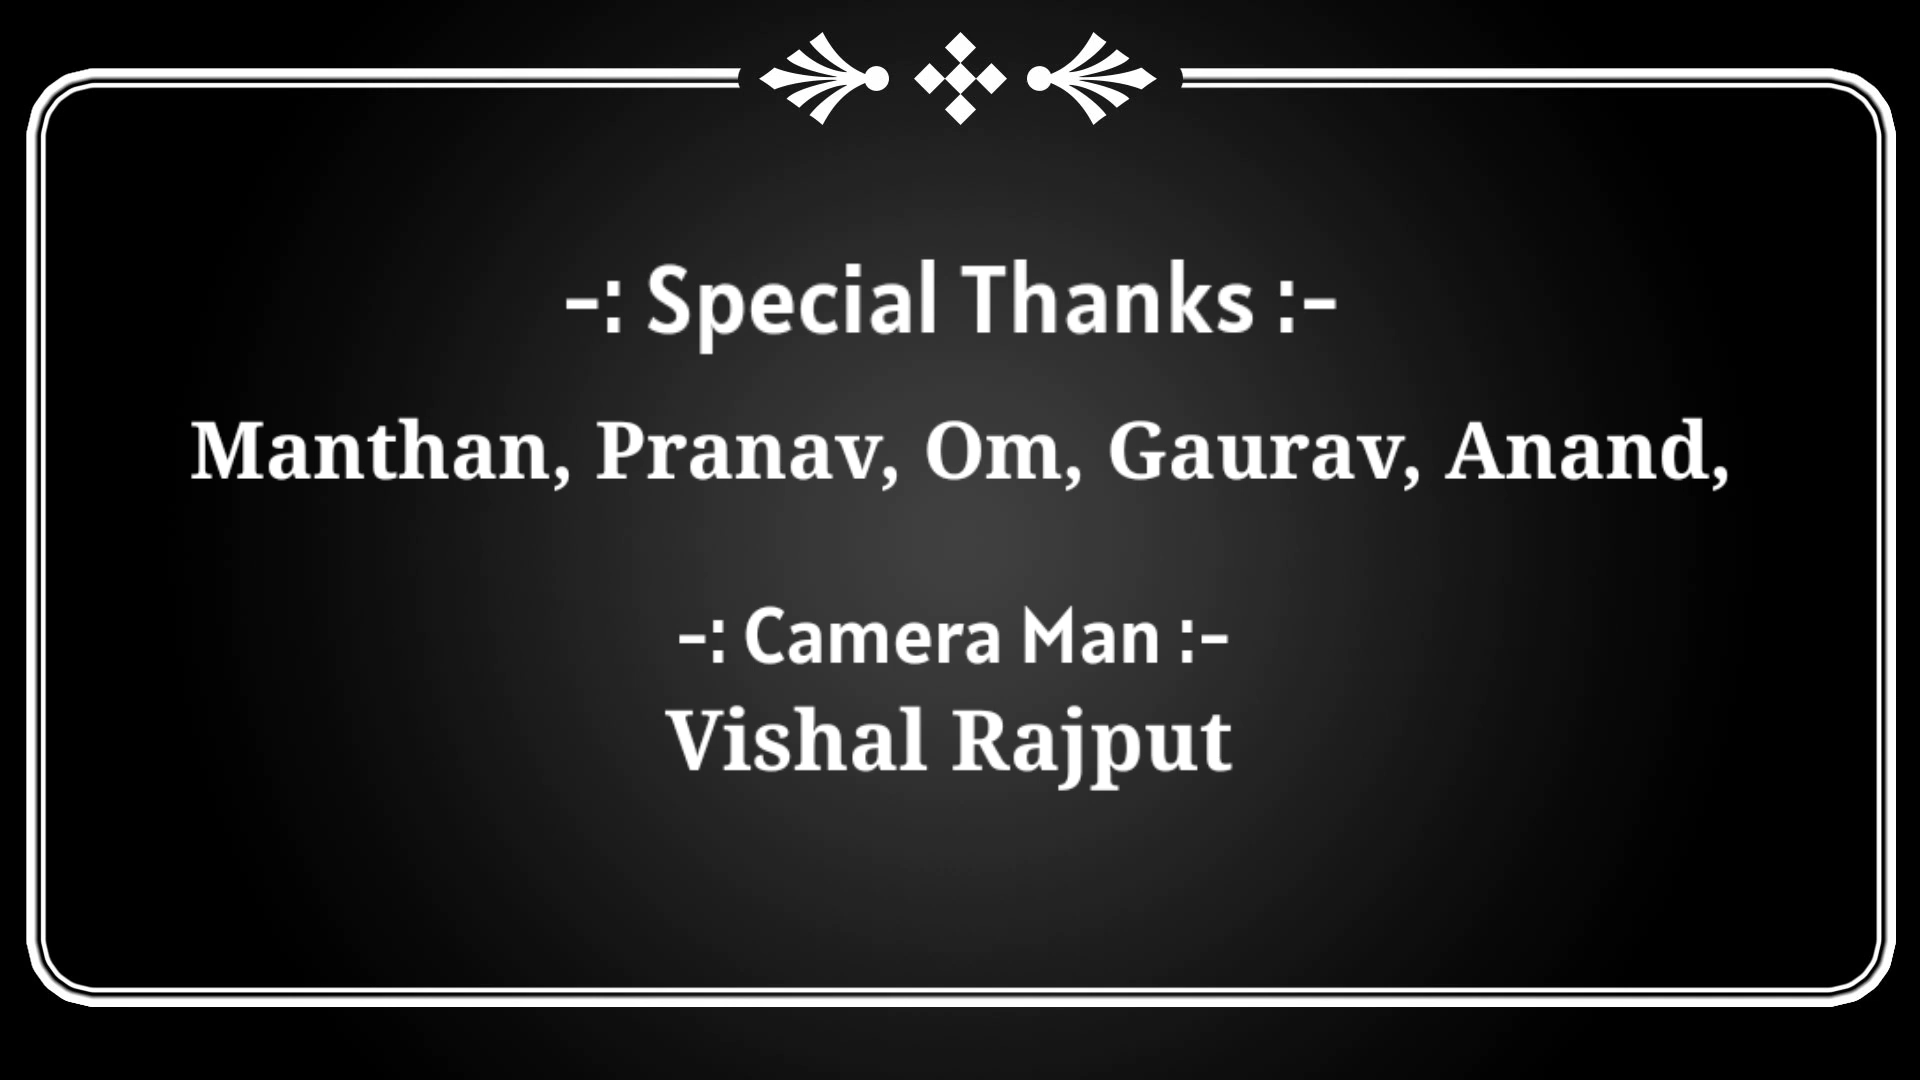 -: Special Thanks :-
Manthan, Pranav, Om, Gaurav, Anand,
-: Camera Man :-
Vishal Rajput